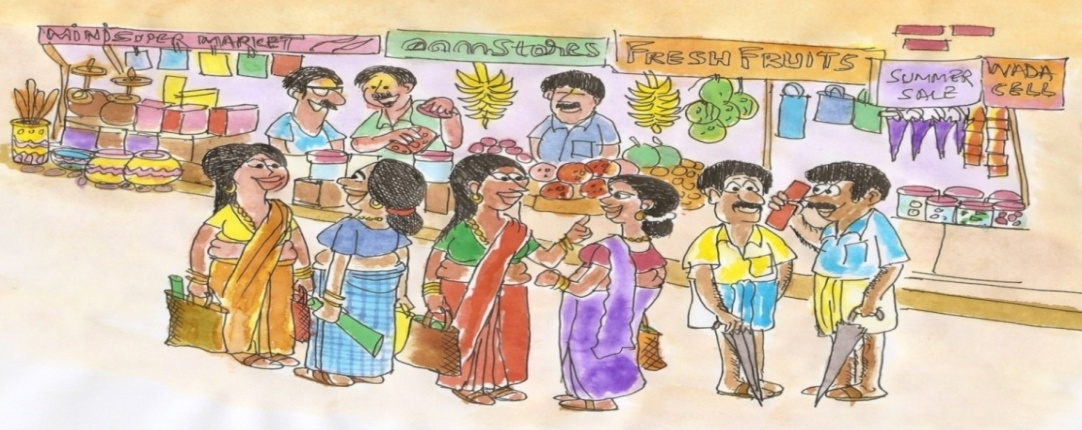 MINI SUPER MARKET
Stores
FRESH FRUITS
SUMMER
SALE
WADA
CELL